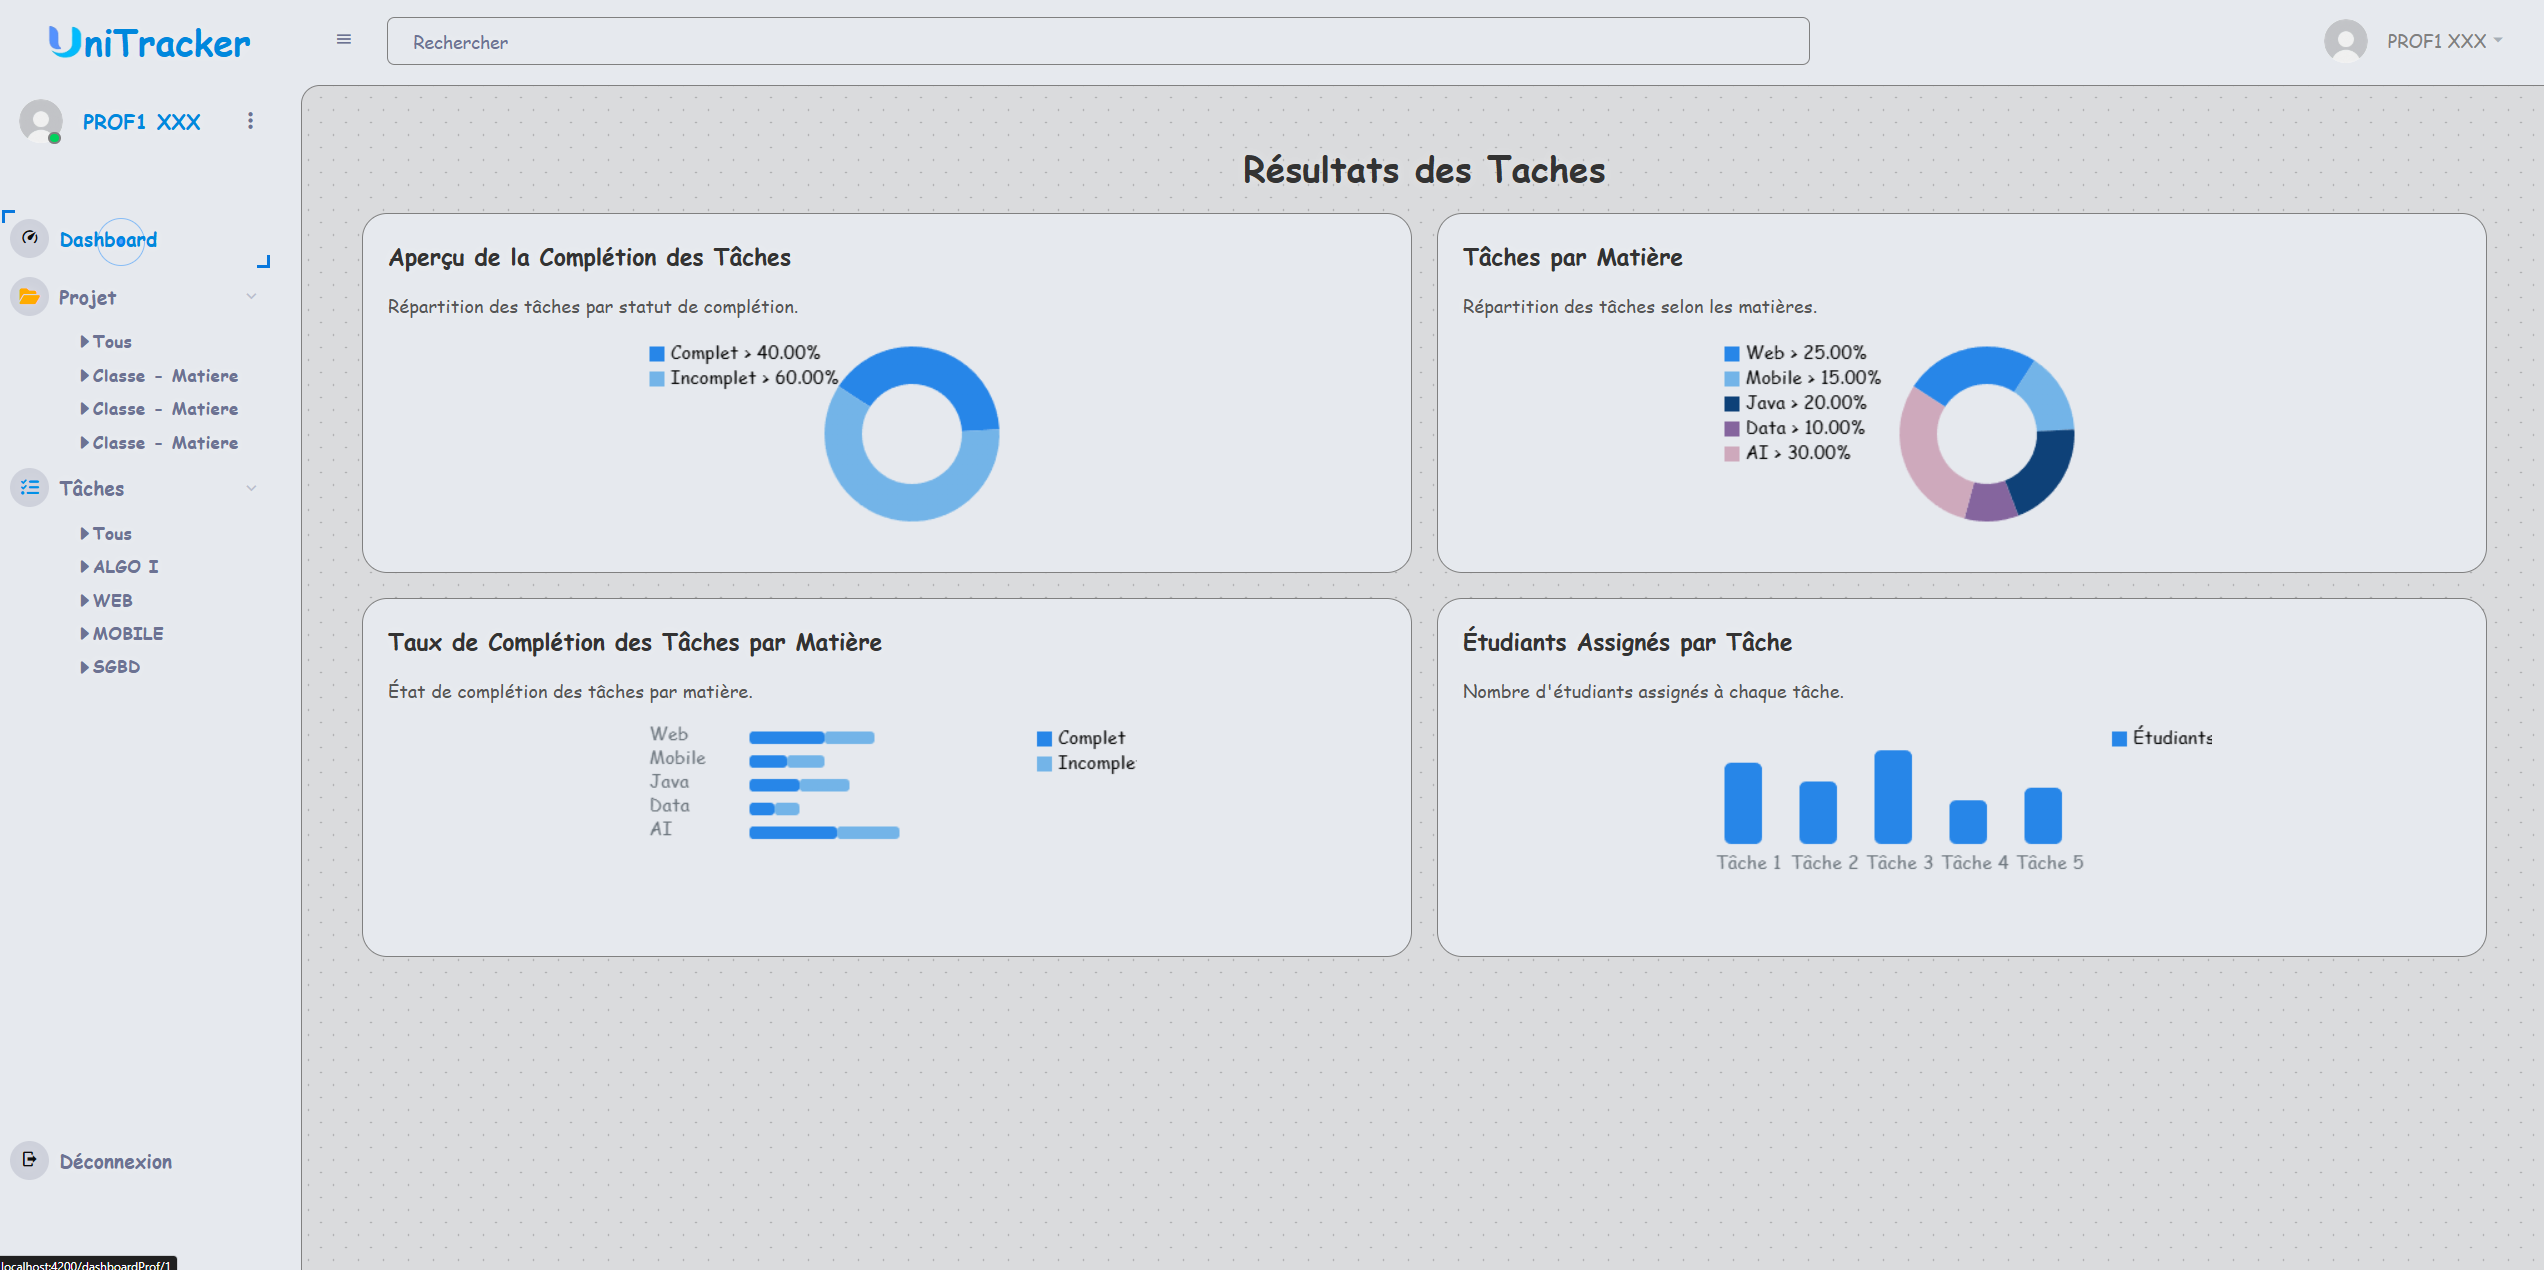 UniTracker
Rechercher
PROF1 XXX
PROF1 XXX
Dashboard
Projet
Tous
Classe - Matiere
Classe - Matiere
Classe - Matiere
Tâches
Tous
ALGO I
WEB
MOBILE
SGBD
Déconnexion
localhost:4200/dashboardProf/1
Résultats des Taches
Aperçu de la Complétion des Tâches
Répartition des tâches par statut de complétion.
Complet > 40.00%
Incomplet > 60.00%
Tâches par Matière
Répartition des tâches selon les matières.
Web > 25.00%
Mobile > 15.00%
Java > 20.00%
Data > 10.00%
AI > 30.00%
Taux de Complétion des Tâches par Matière
État de complétion des tâches par matière.
Web
Mobile
Java
Data
AI
Complet
Incomple
Étudiants Assignés par Tâche
Nombre d'étudiants assignés à chaque tâche.
Étudiants
Tâche 1 Tâche 2 Tâche 3 Tâche 4 Tâche 5